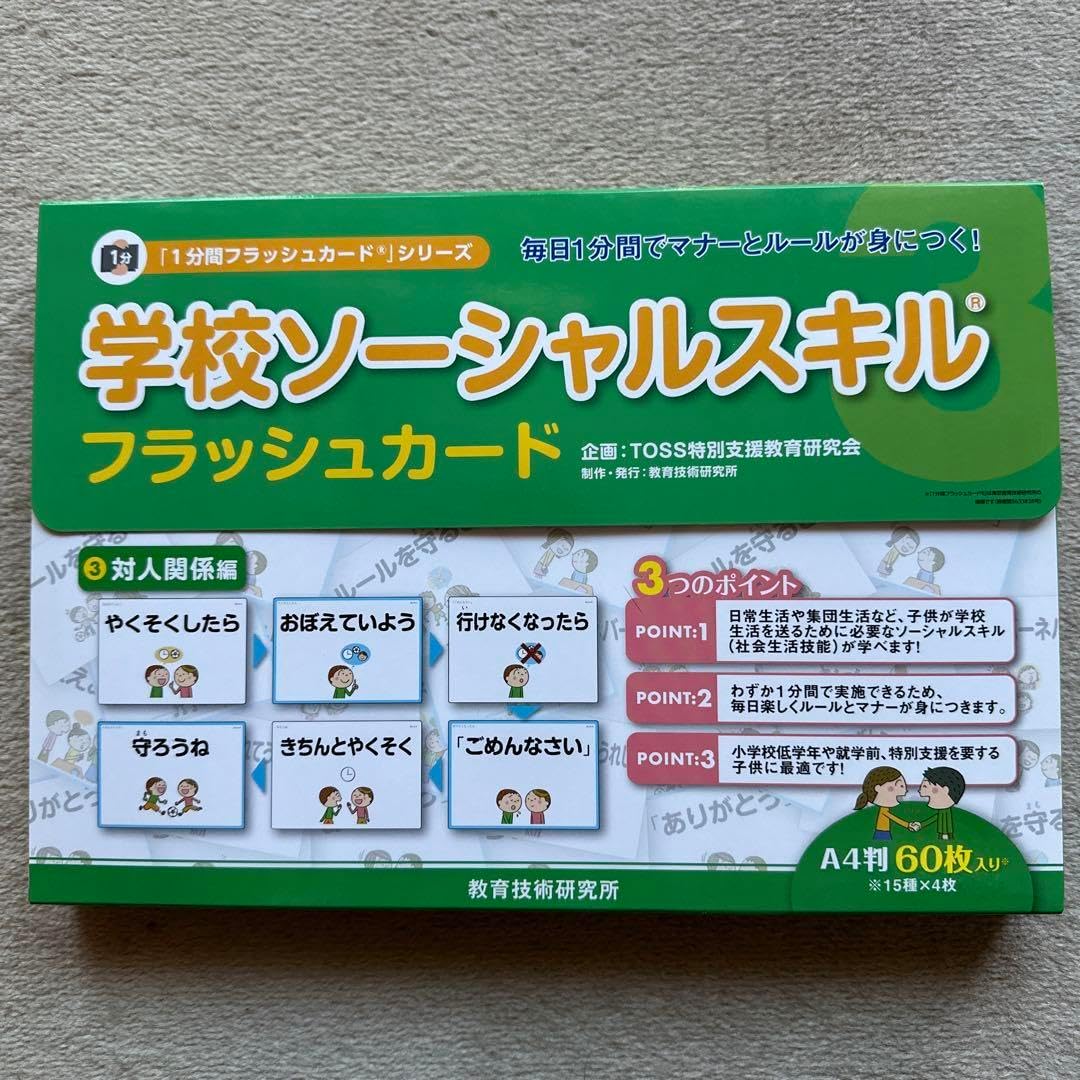 1分
「1分間フラッシュカード®」シリーズ
毎日1分間でマナーとルールが身につく!
学校ソーシャルスキル®
フラッシュカード
企画:TOSS特別支援教育研究会
制作・発行:教育技術研究所
3
③対人関係編
やくそくしたら
おぼえていよう
い
行けなくなったら
まも
守ろうね
きちんとやくそく
「ごめんなさい」
3つのポイント
POINT:1
日常生活や集団生活など、子供が学校
生活を送るために必要なソーシャルスキル
(社会生活技能)が学べます!
POINT:2
わずか1分間で実施できるため、
毎日楽しくルールとマナーが身につきます。
POINT:3
小学校低学年や就学前、特別支援を要する
子供に最適です!
A4判 60枚入り※
※15種×4枚
教育技術研究所